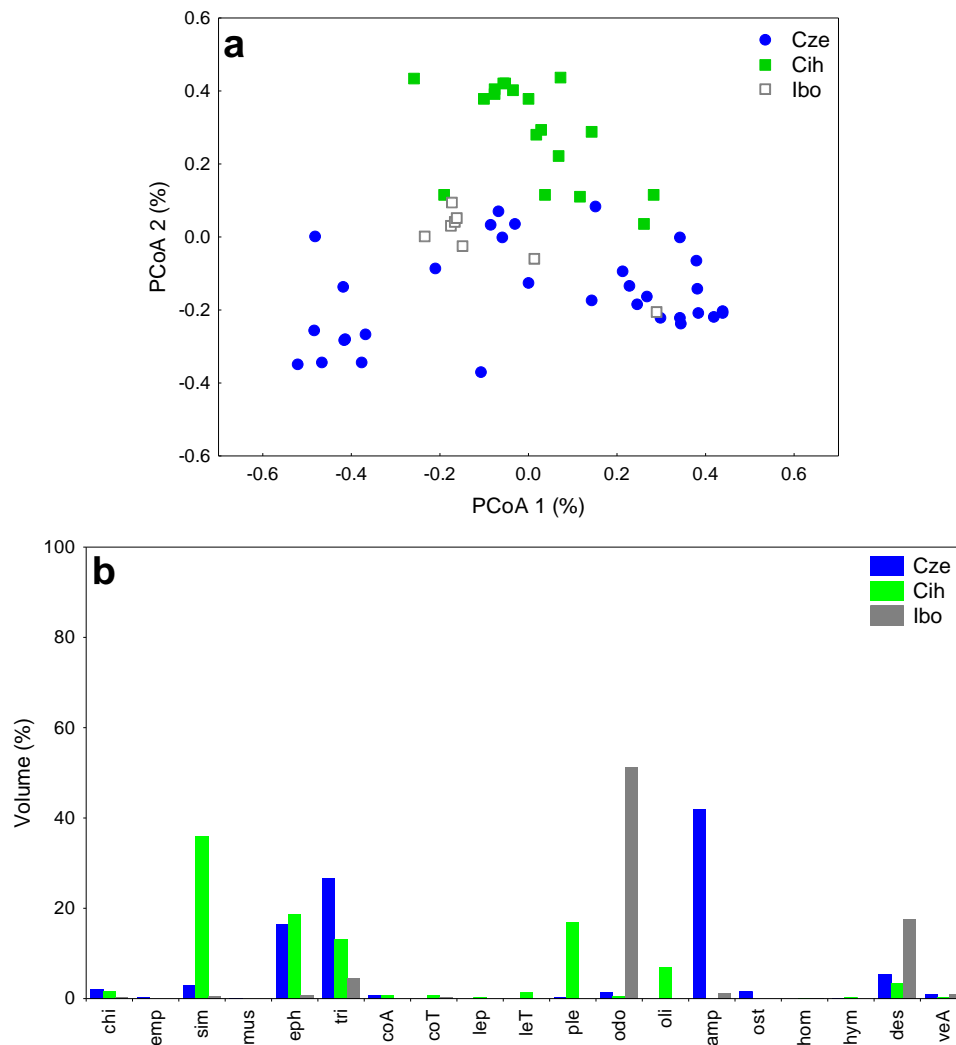 a
Cze
Cih
Ibo
0.6
0.4
0.2
0.0
-0.2
-0.4
-0.6
PCoA 2 (%)
-0.6 -0.4 -0.2 0.0 0.2 0.4 0.6
PCoA 1 (%)
b
Cze
Cih
Ibo
100
80
60
40
20
0
Volume (%)
chi emp sim mus eph tri coA coT lep leT ple odo oli amp ost hom hym des veA